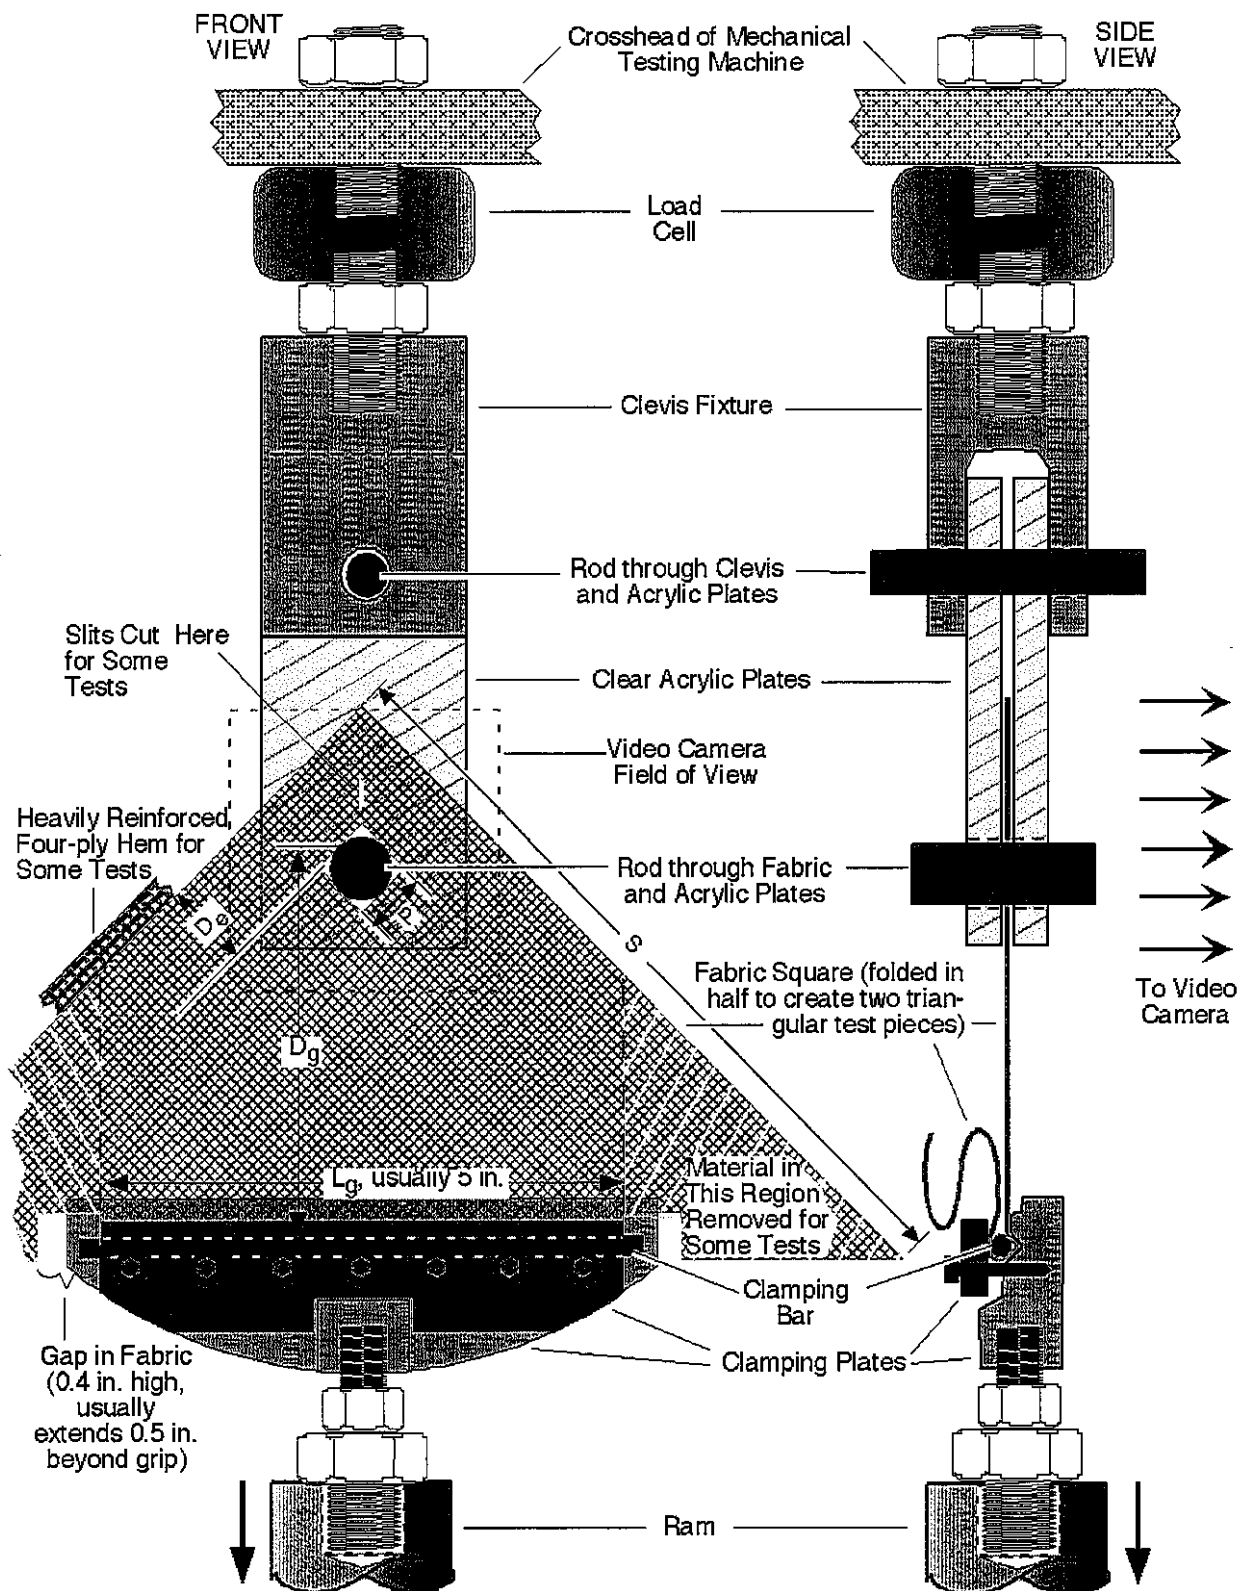 FRONT
VIEW
Crosshead of Mechanical
Testing Machine
SIDE
VIEW
Load
Cell
Clevis Fixture
Rod through Clevis
and Acrylic Plates
Slits Cut Here
for Some
Tests
Clear Acrylic Plates
Video Camera
Field of View
Heavily Reinforced,
Four-ply Hem for
Some Tests
Rod through Fabric
and Acrylic Plates
De
S
Fabric Square (folded in
half to create two trian-
gular test pieces)
To Video
Camera
Dg
Lg, usually 5 in.
Material in
This Region
Removed for
Some Tests
Clamping
Bar
Clamping Plates
Gap in Fabric
(0.4 in. high,
usually
extends 0.5 in.
beyond grip)
Ram